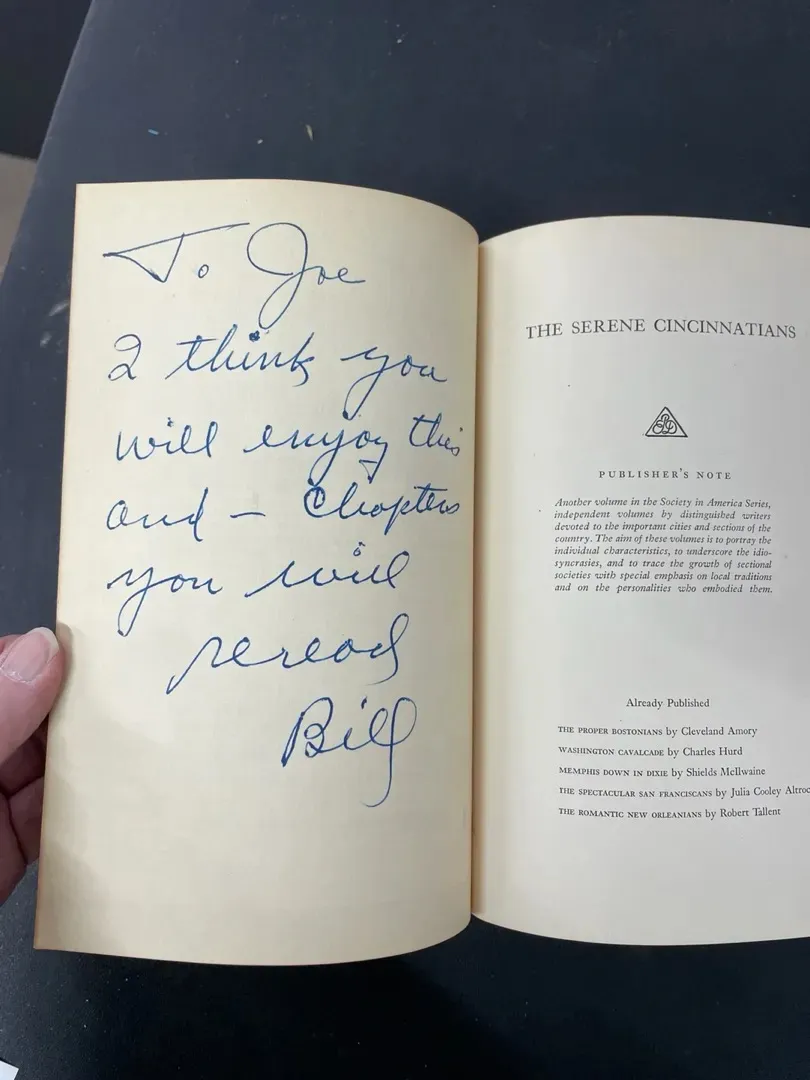 To Joe
I think you
will enjoy this
and — Chapters
you will
reread
Bill
THE SERENE CINCINNATIANS
PUBLISHER'S NOTE
Another volume in the Society in America Series,
independent volumes by distinguished writers
devoted to the important cities and sections of the
country. The aim of these volumes is to portray the
individual characteristics, to underscore the idio-
syncrasies, and to trace the growth of sectional
societies with special emphasis on local traditions
and on the personalities who embodied them.
Already Published
THE PROPER BOSTONIANS by Cleveland Amory
WASHINGTON CAVALCADE by Charles Hurd
MEMPHIS DOWN IN DIXIE by Shields McIlwaine
THE SPECTACULAR SAN FRANCISCANS by Julia Cooley Altroc
THE ROMANTIC NEW ORLEANIANS by Robert Tallent